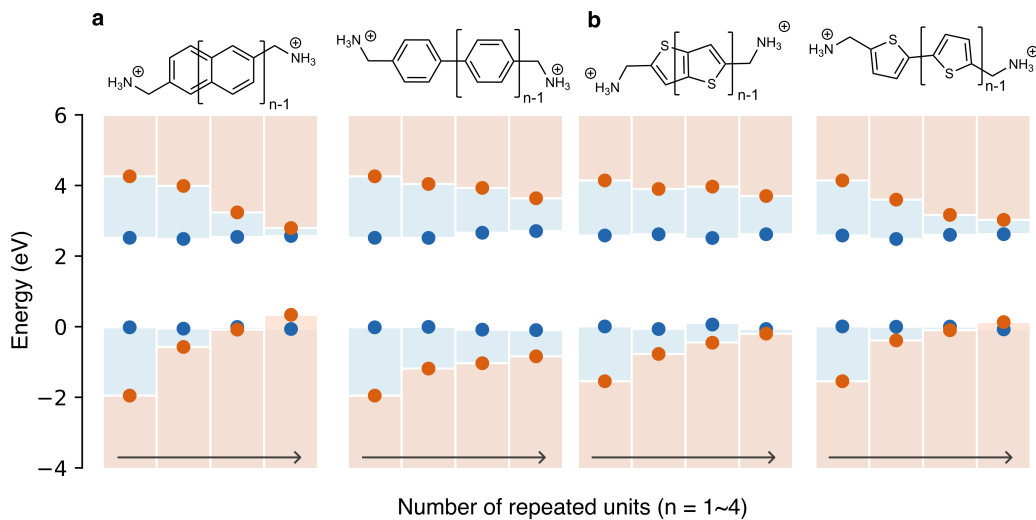 a
b
H₃N⊕
⊕NH₃
n-1
H₃N⊕
⊕NH₃
n-1
H₃N⊕
S
S
NH₃⊕
n-1
H₃N⊕
S
S
⊕NH₃
n-1
Energy (eV)
6
4
2
0
−2
−4
Number of repeated units (n = 1~4)